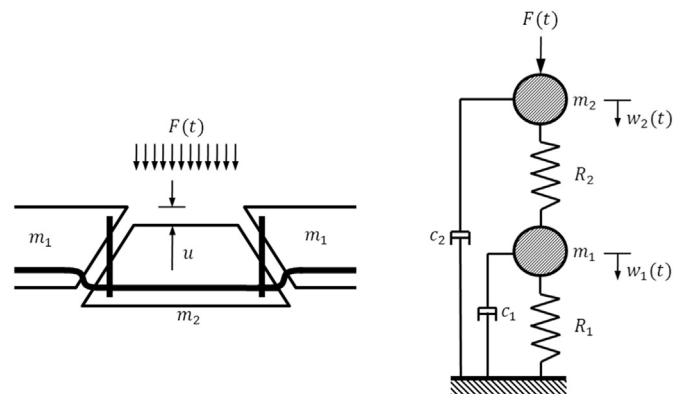 F(t)
m₁
m₁
u
m₂
F(t)
m₂
w₂(t)
R₂
c₂
m₁
w₁(t)
c₁
R₁